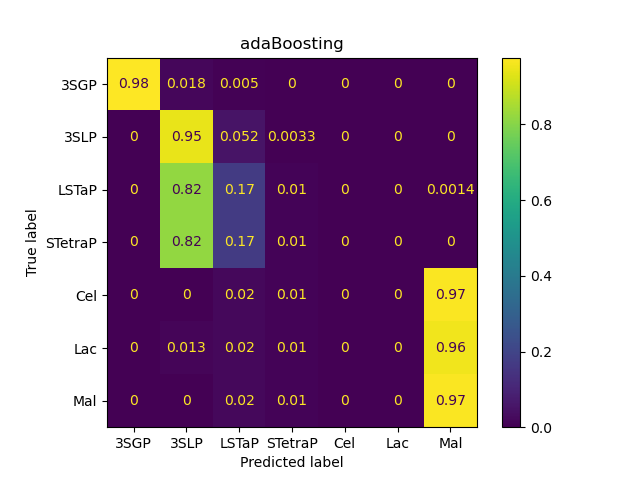 adaBoosting
3SGP 0.98 0.018 0.005 0 0 0 0
3SLP 0 0.95 0.052 0.0033 0 0 0
LSTaP 0 0.82 0.17 0.01 0 0 0.0014
STetraP 0 0.82 0.17 0.01 0 0 0
Cel 0 0 0.02 0.01 0 0 0.97
Lac 0 0.013 0.02 0.01 0 0 0.96
Mal 0 0 0.02 0.01 0 0 0.97
3SGP 3SLP LSTaP STetraP Cel Lac Mal
Predicted label
True label
0.8
0.6
0.4
0.2
0.0